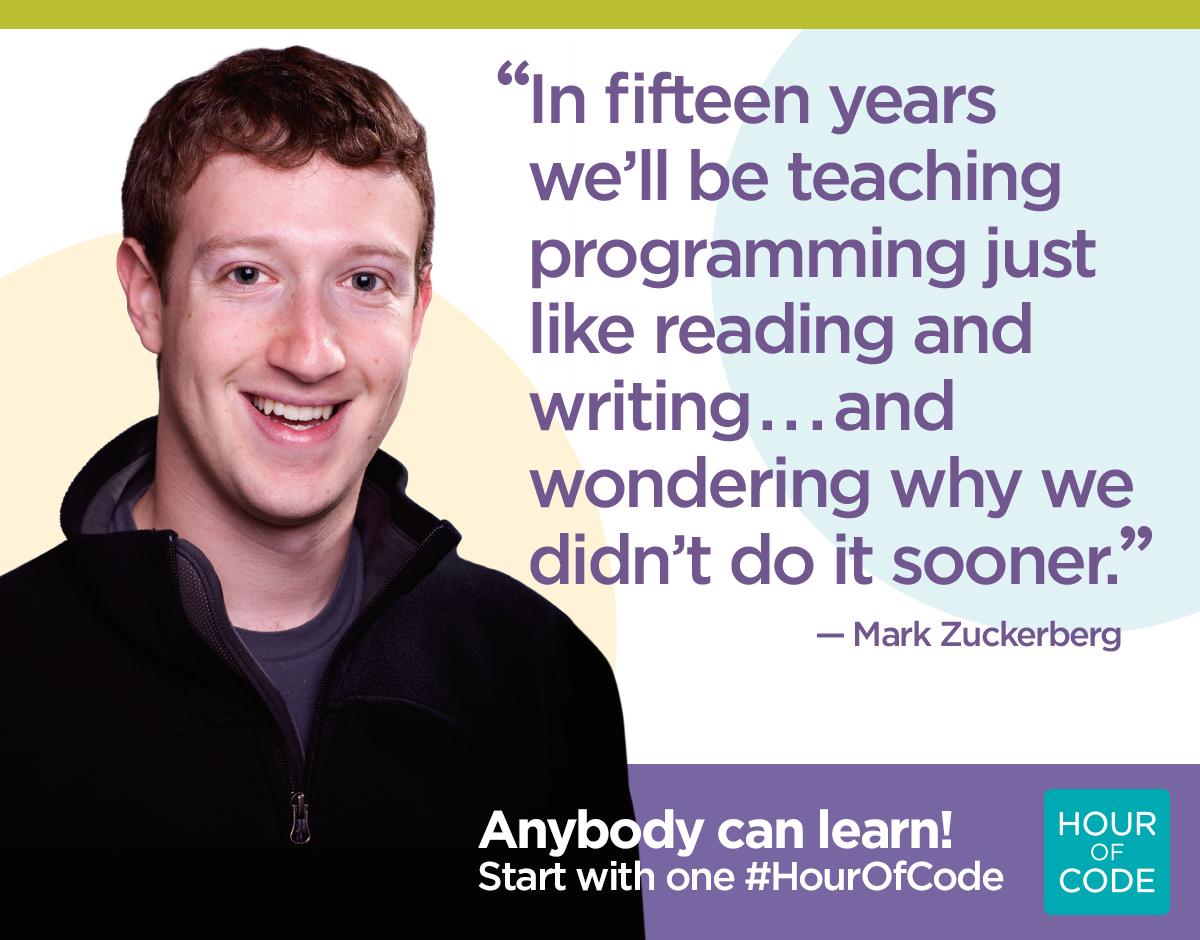 “In fifteen years
we’ll be teaching
programming just
like reading and
writing...and
wondering why we
didn’t do it sooner.”
— Mark Zuckerberg
Anybody can learn!
Start with one #HourOfCode
HOUR
OF
CODE